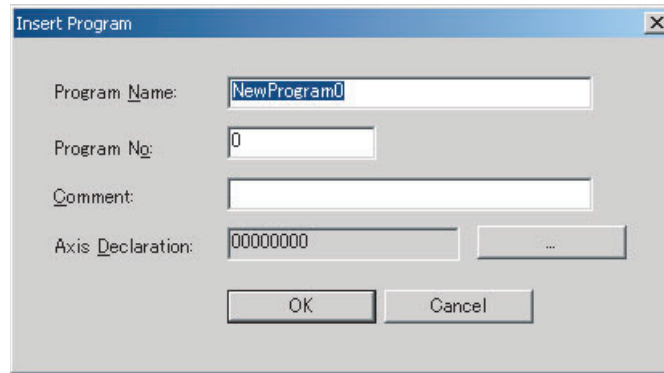 Insert Program
Program Name: NewProgram0
Program No: 0
Comment:
Axis Declaration: 00000000 ...
OK Cancel